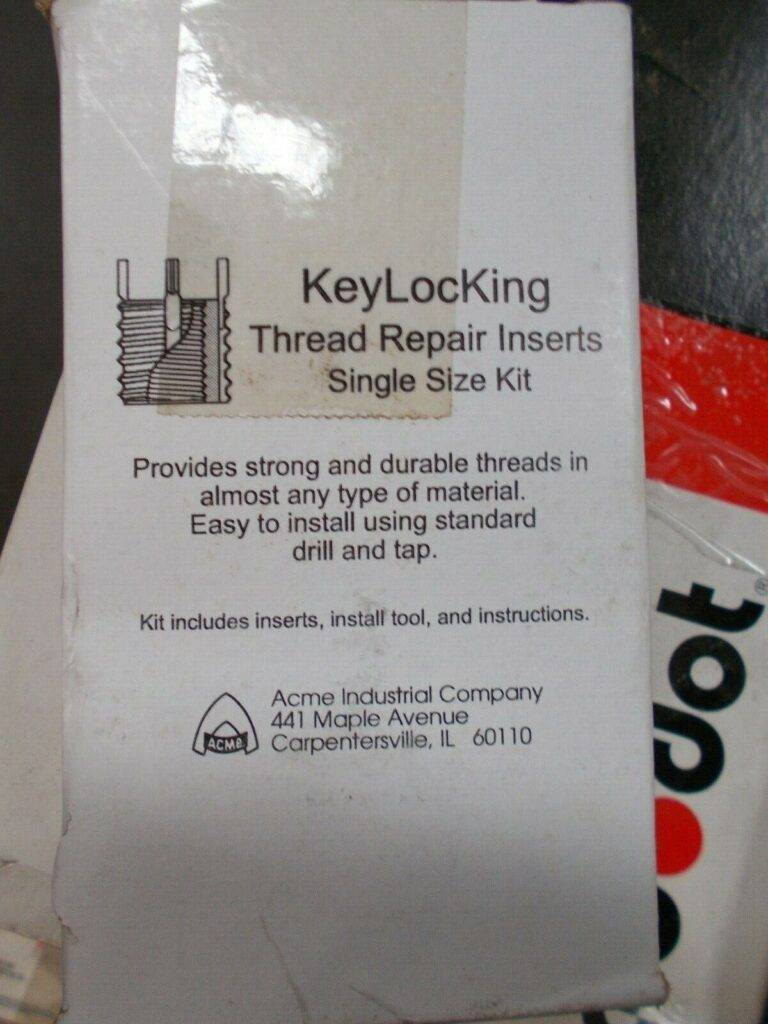 KeyLocKing
Thread Repair Inserts
Single Size Kit
Provides strong and durable threads in
almost any type of material.
Easy to install using standard
drill and tap.
Kit includes inserts, install tool, and instructions.
ACME
Acme Industrial Company
441 Maple Avenue
Carpentersville, IL 60110
dot®